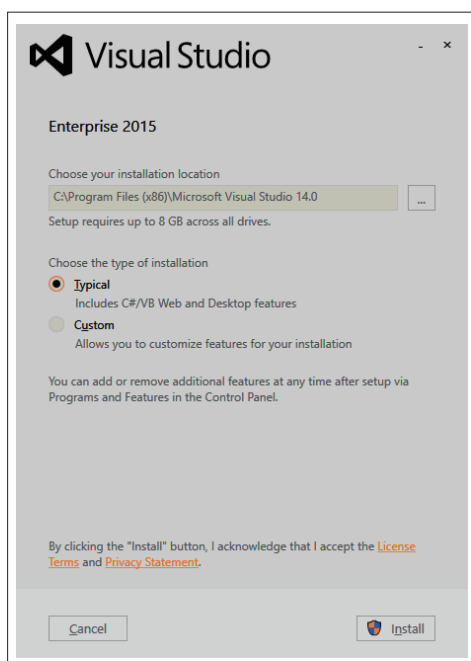 Visual Studio
Enterprise 2015
Choose your installation location
C:\Program Files (x86)\Microsoft Visual Studio 14.0
...
Setup requires up to 8 GB across all drives.
Choose the type of installation
Typical
Includes C#/VB Web and Desktop features
Custom
Allows you to customize features for your installation
You can add or remove additional features at any time after setup via
Programs and Features in the Control Panel.
By clicking the "Install" button, I acknowledge that I accept the License
Terms and Privacy Statement.
Cancel
Install